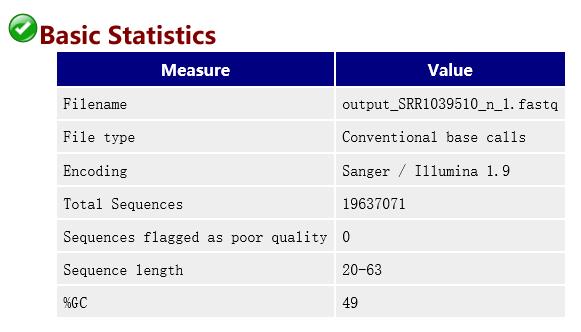 Basic Statistics
Measure Value
Filename output_SRR1039510_n_1.fastq
File type Conventional base calls
Encoding Sanger / Illumina 1.9
Total Sequences 19637071
Sequences flagged as poor quality 0
Sequence length 20-63
%GC 49